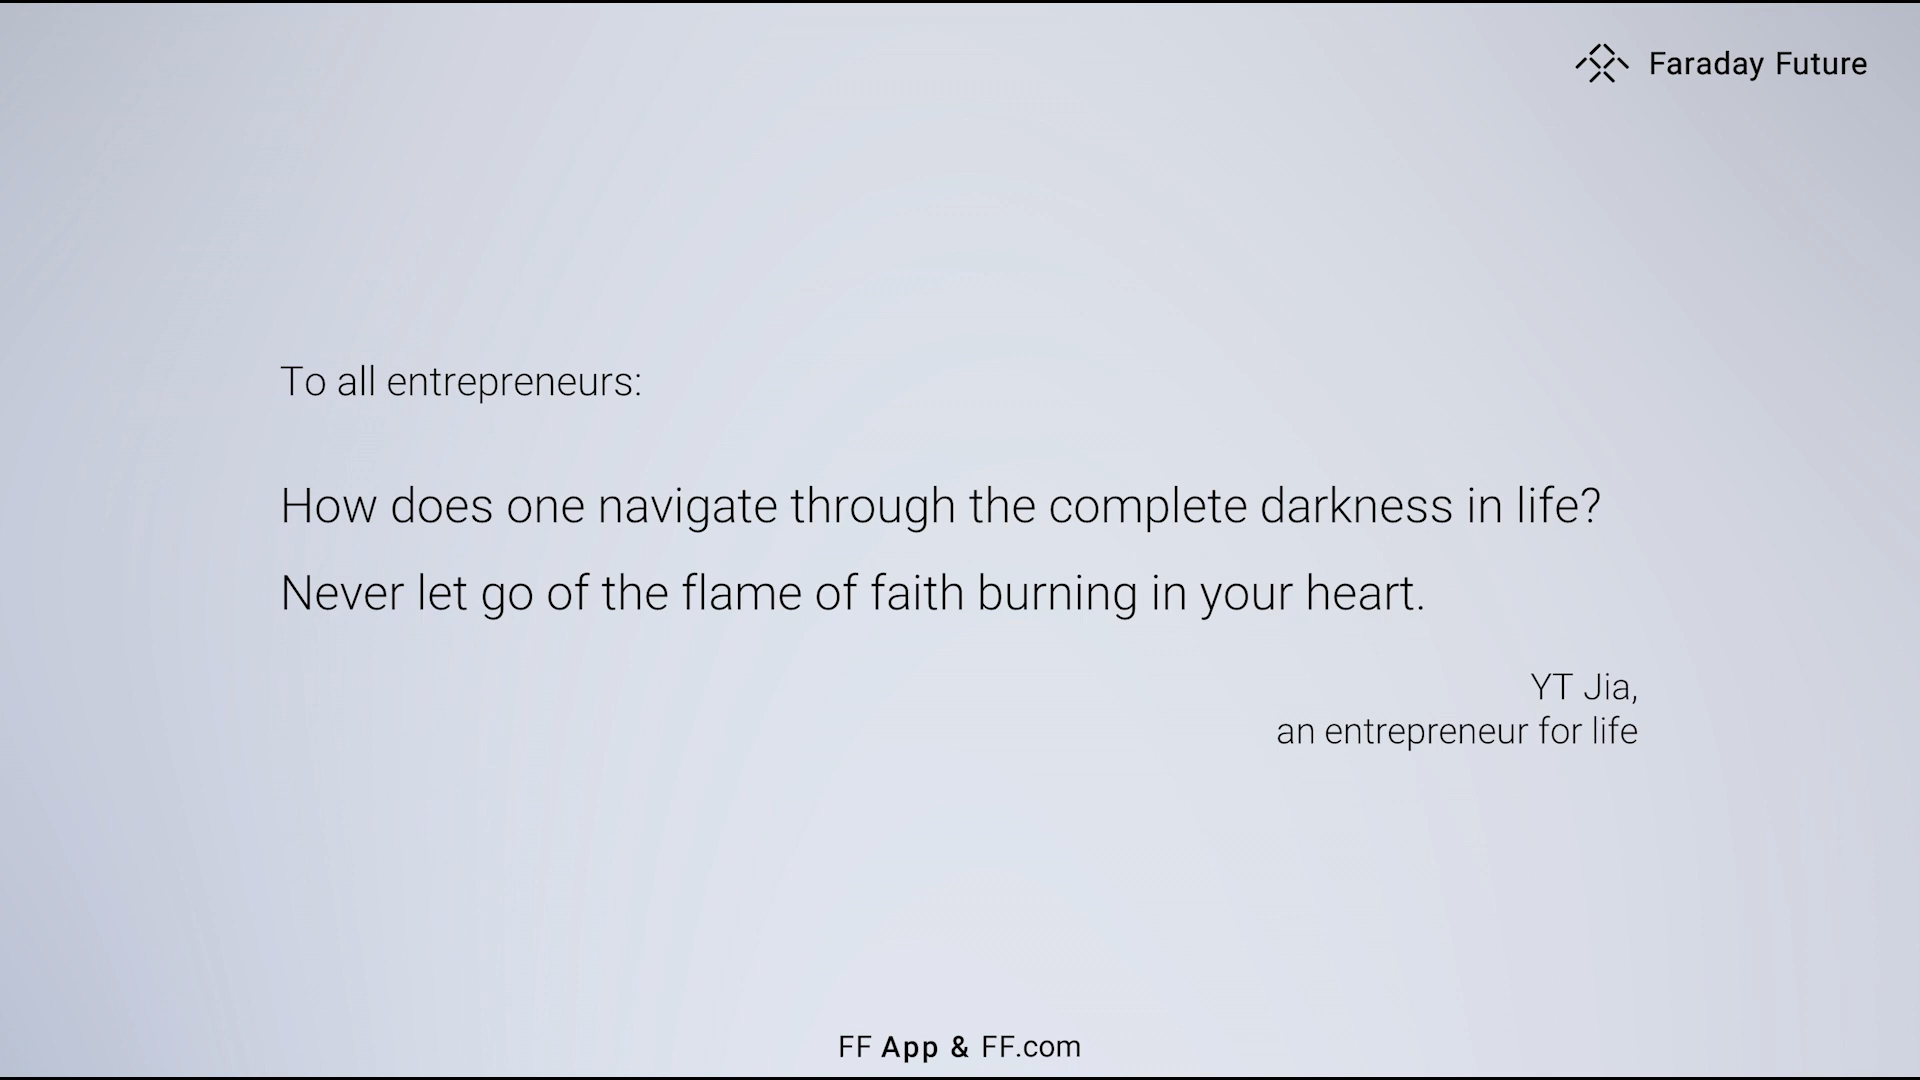 Faraday Future
To all entrepreneurs:
How does one navigate through the complete darkness in life?
Never let go of the flame of faith burning in your heart.
YT Jia,
an entrepreneur for life
FF App & FF.com